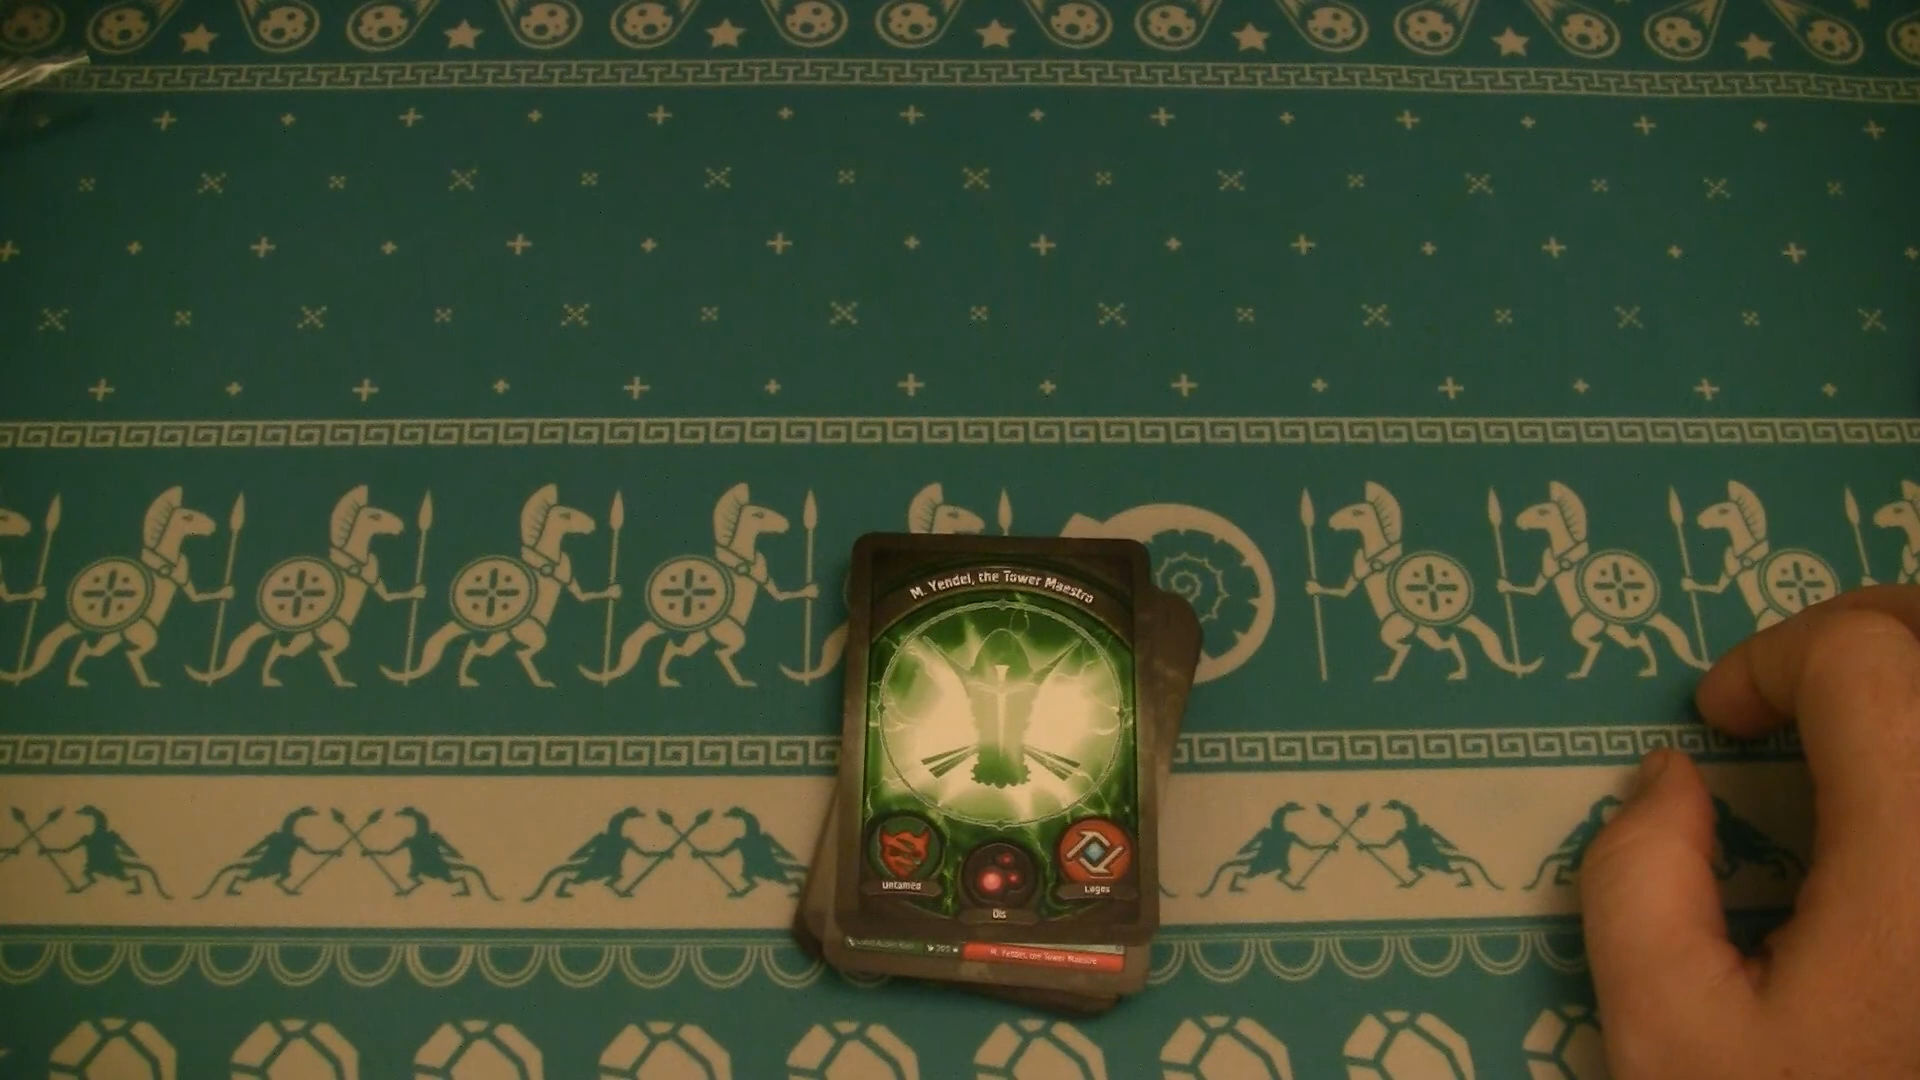 M. Yendel, the Tower Maestro
Untamed
Logos
Dis
M. Yendel, the Tower Maestro